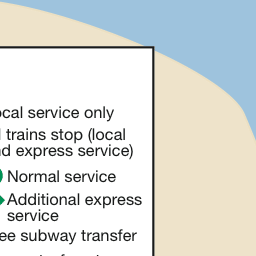 ocal service only
trains stop (local
nd express service)
Normal service
Additional express
service
ee subway transfer